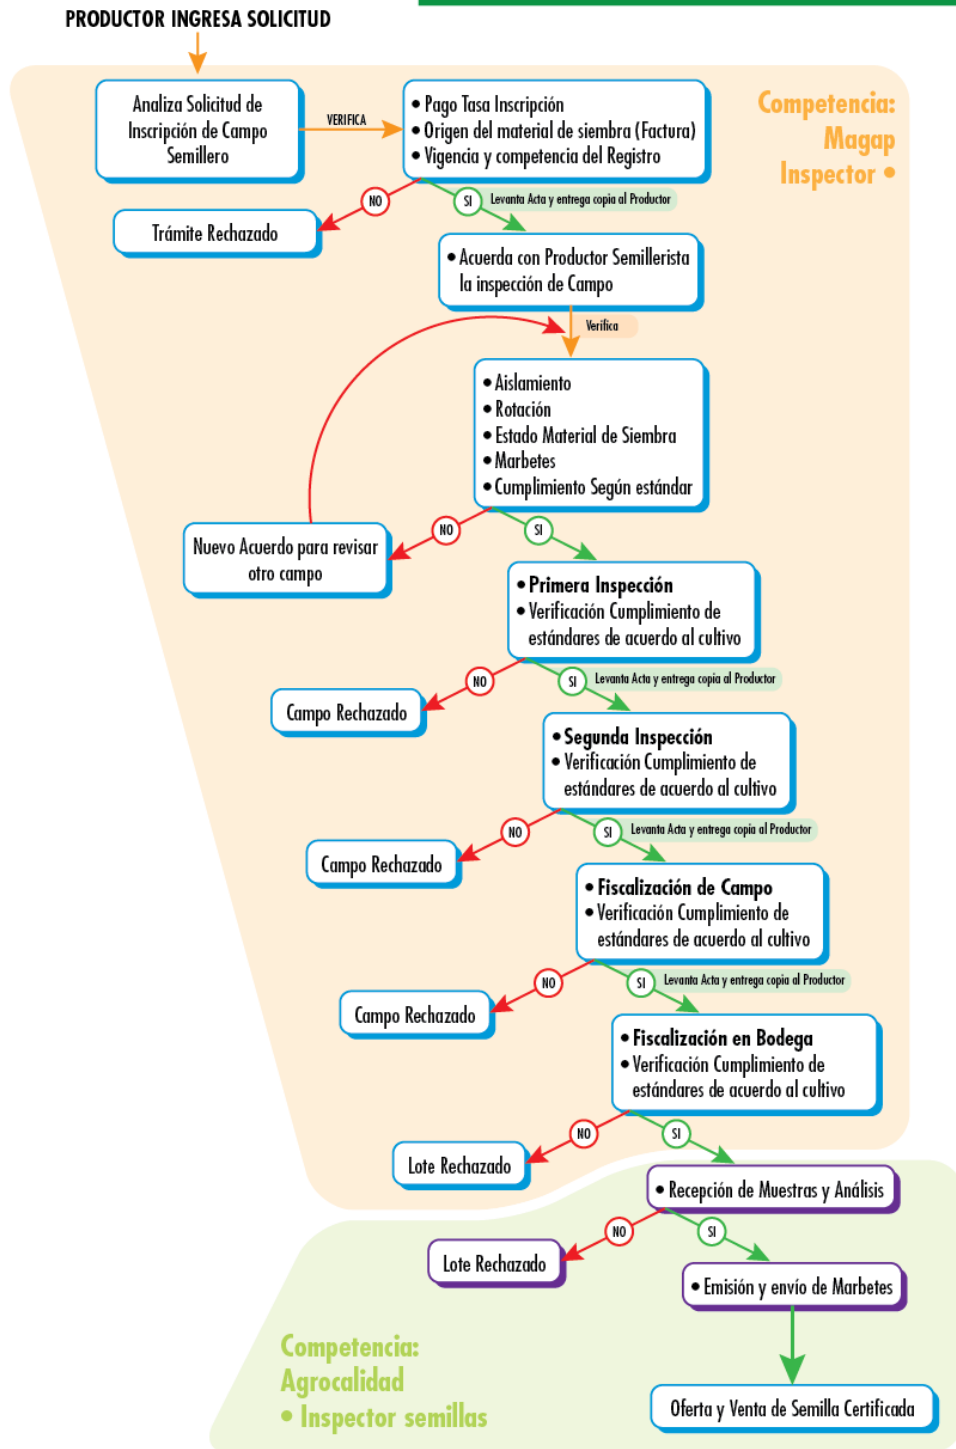 PRODUCTOR INGRESA SOLICITUD
Analiza Solicitud de
Inscripción de Campo
Semillero
VERIFICA
• Pago Tasa Inscripción
• Origen del material de siembra (Factura)
• Vigencia y competencia del Registro
Competencia:
Magap
Inspector •
NO
SI
Levanta Acta y entrega copia al Productor
Trámite Rechazado
• Acuerda con Productor Semillerista
la inspección de Campo
Verifica
• Aislamiento
• Rotación
• Estado Material de Siembra
• Marbetes
• Cumplimiento Según estándar
NO
SI
Nuevo Acuerdo para revisar
otro campo
• Primera Inspección
• Verificación Cumplimiento de
estándares de acuerdo al cultivo
NO
SI
Levanta Acta y entrega copia al Productor
Campo Rechazado
• Segunda Inspección
• Verificación Cumplimiento de
estándares de acuerdo al cultivo
NO
SI
Levanta Acta y entrega copia al Productor
Campo Rechazado
• Fiscalización de Campo
• Verificación Cumplimiento de
estándares de acuerdo al cultivo
NO
SI
Levanta Acta y entrega copia al Productor
Campo Rechazado
• Fiscalización en Bodega
• Verificación Cumplimiento de
estándares de acuerdo al cultivo
NO
SI
Lote Rechazado
• Recepción de Muestras y Análisis
NO
SI
Lote Rechazado
• Emisión y envío de Marbetes
Competencia:
Agrocalidad
• Inspector semillas
Oferta y Venta de Semilla Certificada